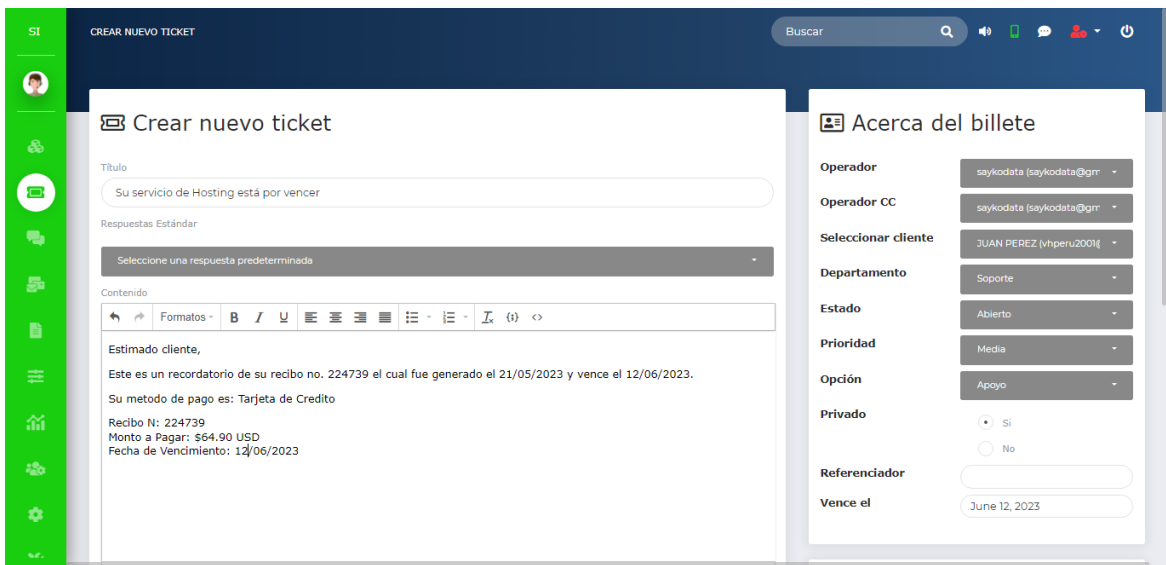 SI
CREAR NUEVO TICKET
Buscar
Crear nuevo ticket
Título
Su servicio de Hosting está por vencer
Respuestas Estándar
Seleccione una respuesta predeterminada
Contenido
Formatos
B I U
Estimado cliente,
Este es un recordatorio de su recibo no. 224739 el cual fue generado el 21/05/2023 y vence el 12/06/2023.
Su metodo de pago es: Tarjeta de Credito
Recibo N: 224739
Monto a Pagar: $64.90 USD
Fecha de Vencimiento: 12/06/2023
Acerca del billete
Operador
saykodata (saykodata@gm
Operador CC
saykodata (saykodata@gm
Seleccionar cliente
JUAN PEREZ (vhperu2001@
Departamento
Soporte
Estado
Abierto
Prioridad
Media
Opción
Apoyo
Privado
Si
No
Referenciador
Vence el
June 12, 2023